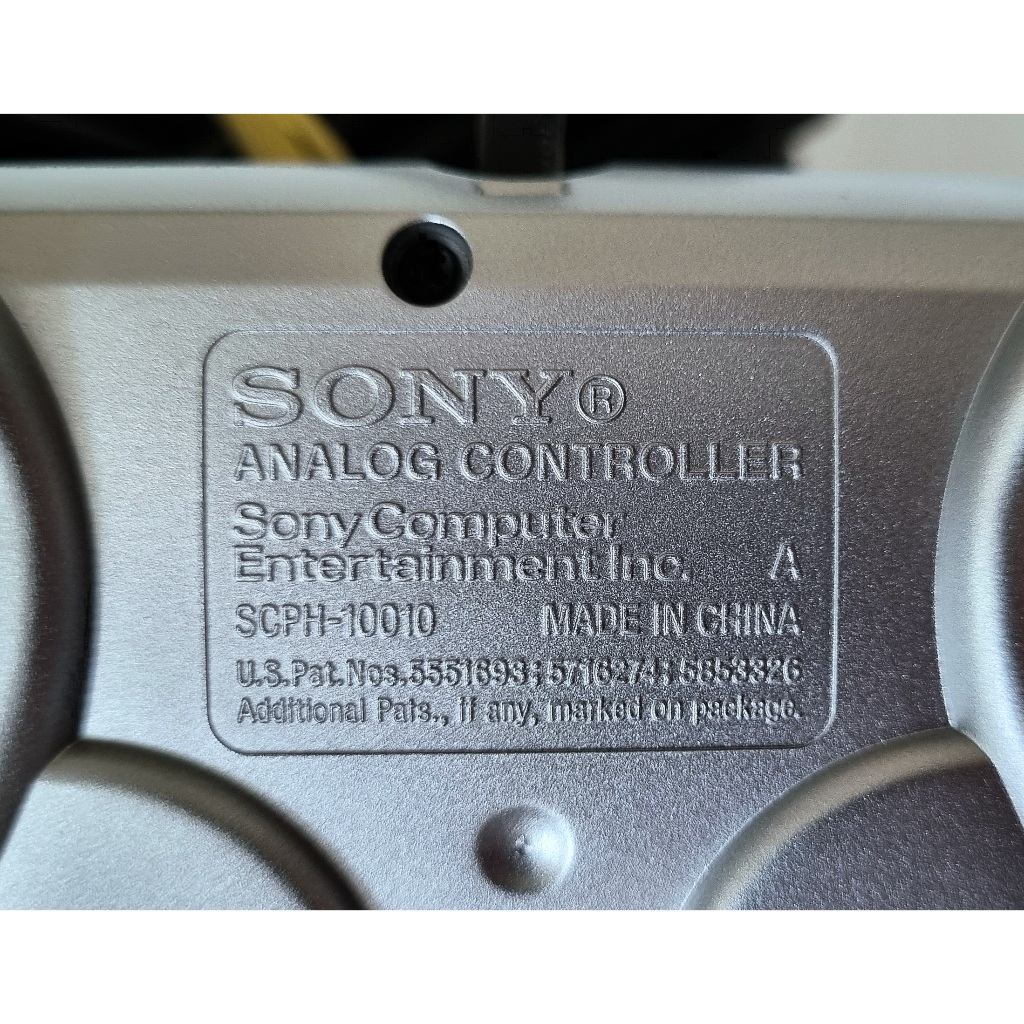 SONY®
ANALOG CONTROLLER
Sony Computer
Entertainment Inc. A
SCPH-10010 MADE IN CHINA
U.S. Pat. Nos. 5551693; 5716274; 5853326
Additional Pats., if any, marked on package.